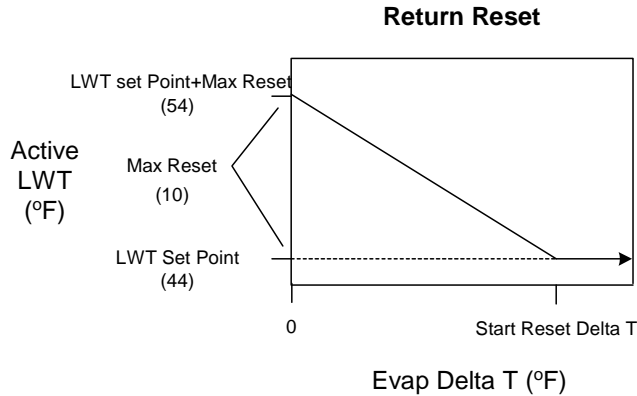 Return Reset
LWT set Point+Max Reset
(54)
Active
LWT
(ºF)
Max Reset
(10)
LWT Set Point
(44)
0
Start Reset Delta T
Evap Delta T (ºF)